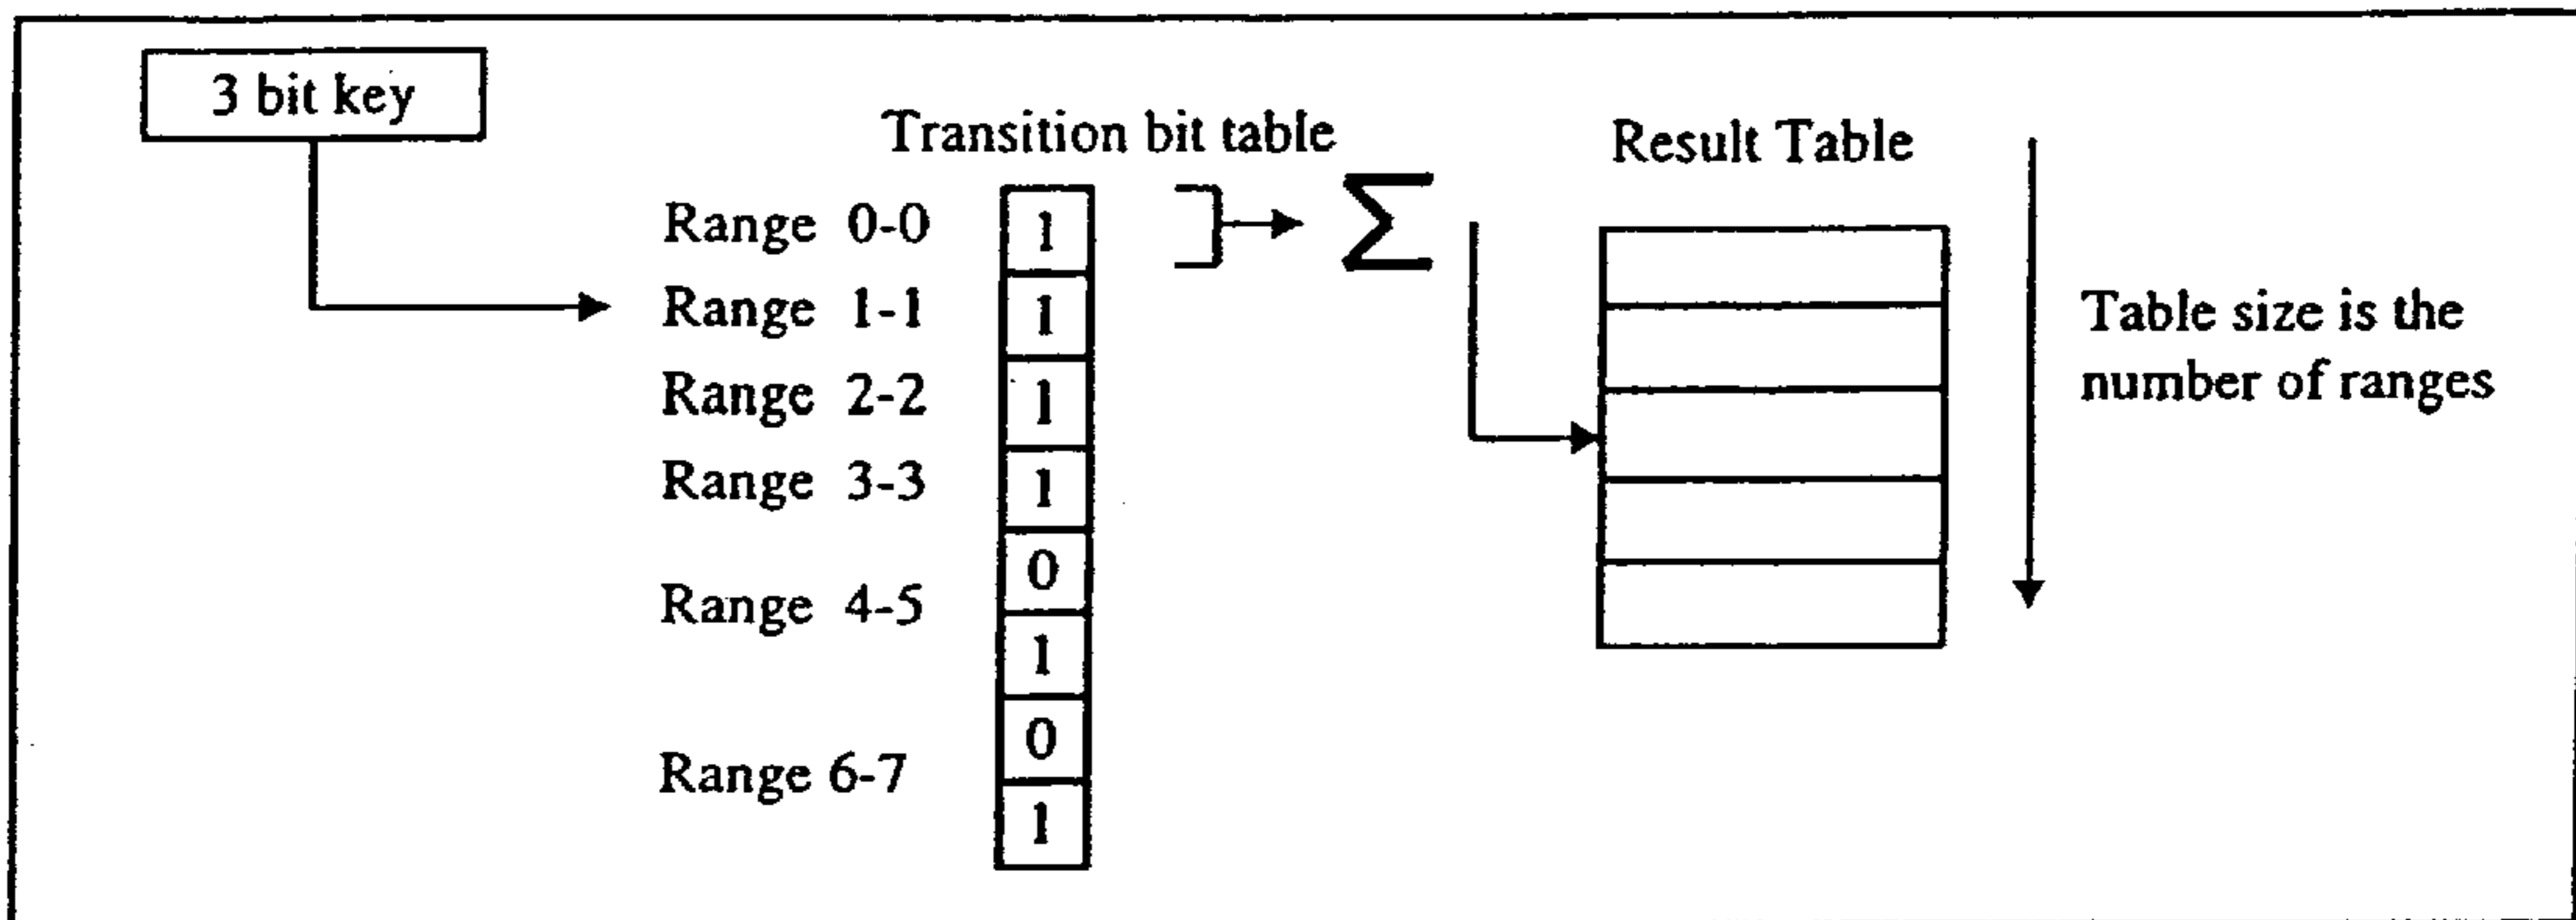 3 bit key
Transition bit table
Result Table
Range 0-0
1
Σ
Range 1-1
1
Table size is the
number of ranges
Range 2-2
1
Range 3-3
1
0
Range 4-5
1
0
Range 6-7
1